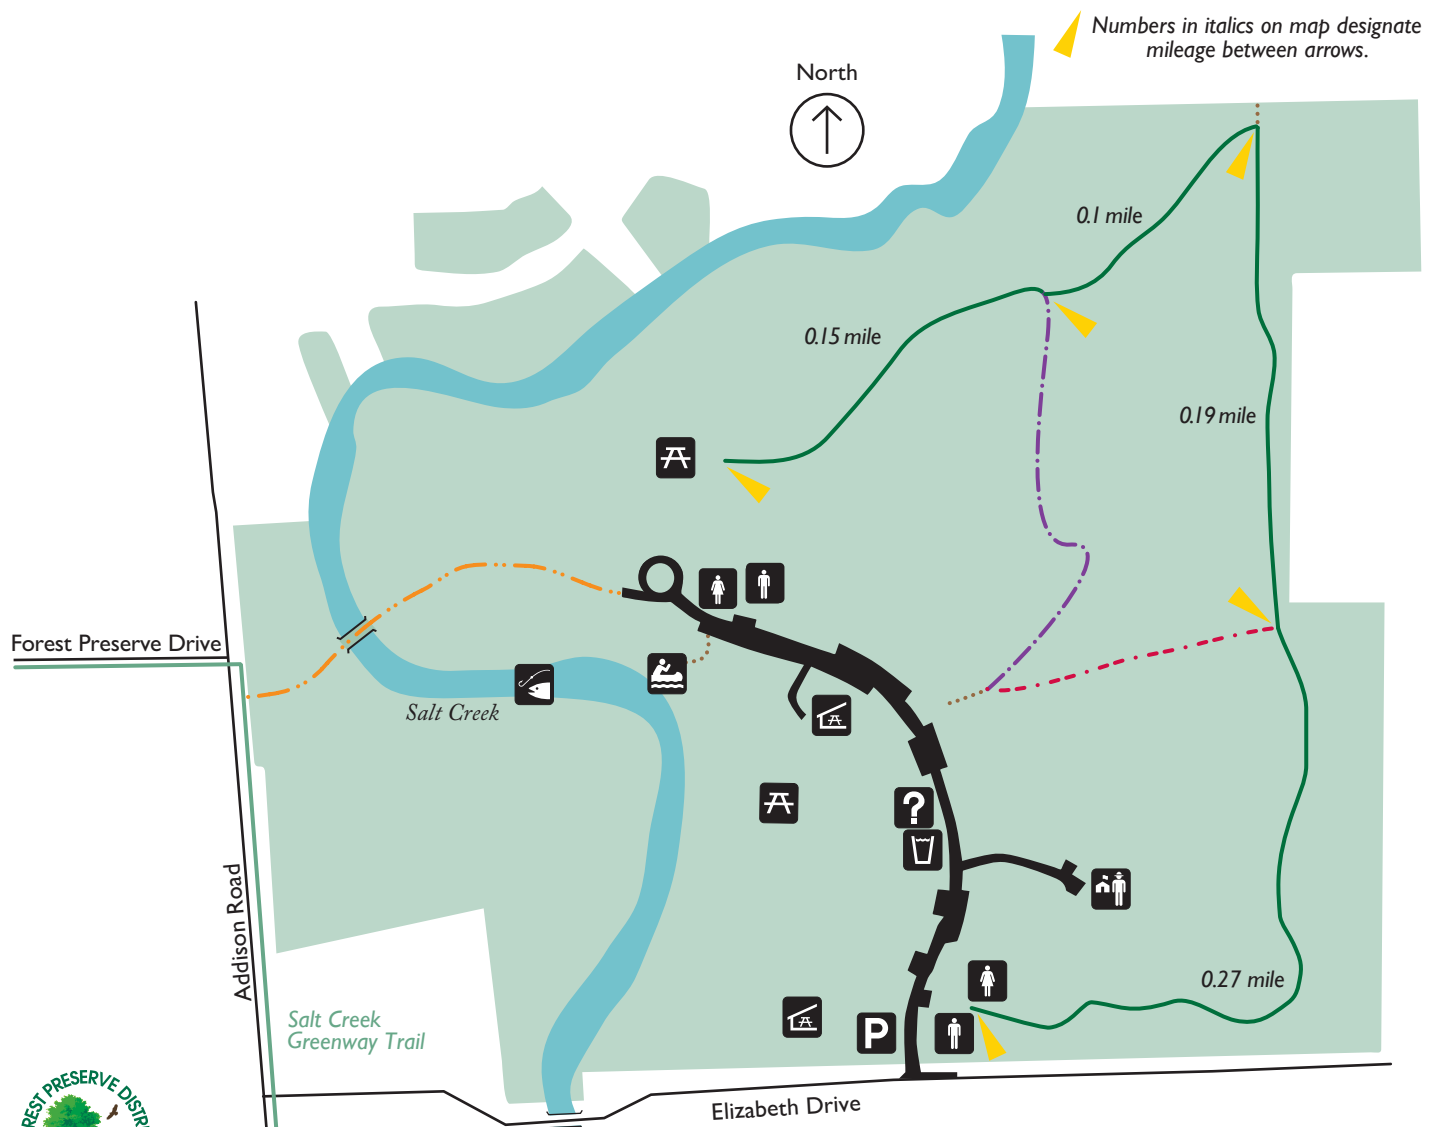 Numbers in italics on map designate
mileage between arrows.
North
0.1 mile
0.15 mile
0.19 mile
Forest Preserve Drive
Salt Creek
?
Addison Road
0.27 mile
Salt Creek
Greenway Trail
P
Elizabeth Drive
PRESERVE